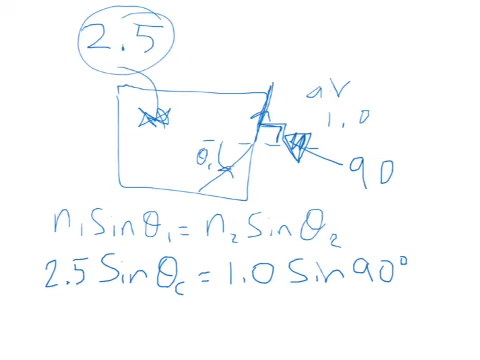 2.5
av
1.0
θ₁
90
n₁ sin θ₁ = n₂ sin θ₂
2.5 sin θc = 1.0 sin 90°